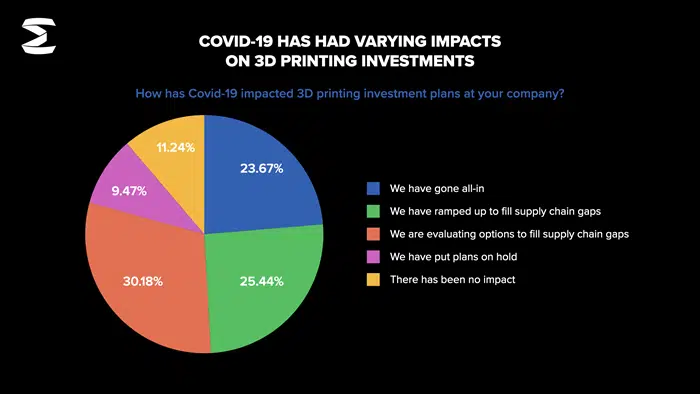 COVID-19 HAS HAD VARYING IMPACTS
ON 3D PRINTING INVESTMENTS
How has Covid-19 impacted 3D printing investment plans at your company?
11.24%
23.67%
9.47%
30.18%
25.44%
We have gone all-in
We have ramped up to fill supply chain gaps
We are evaluating options to fill supply chain gaps
We have put plans on hold
There has been no impact